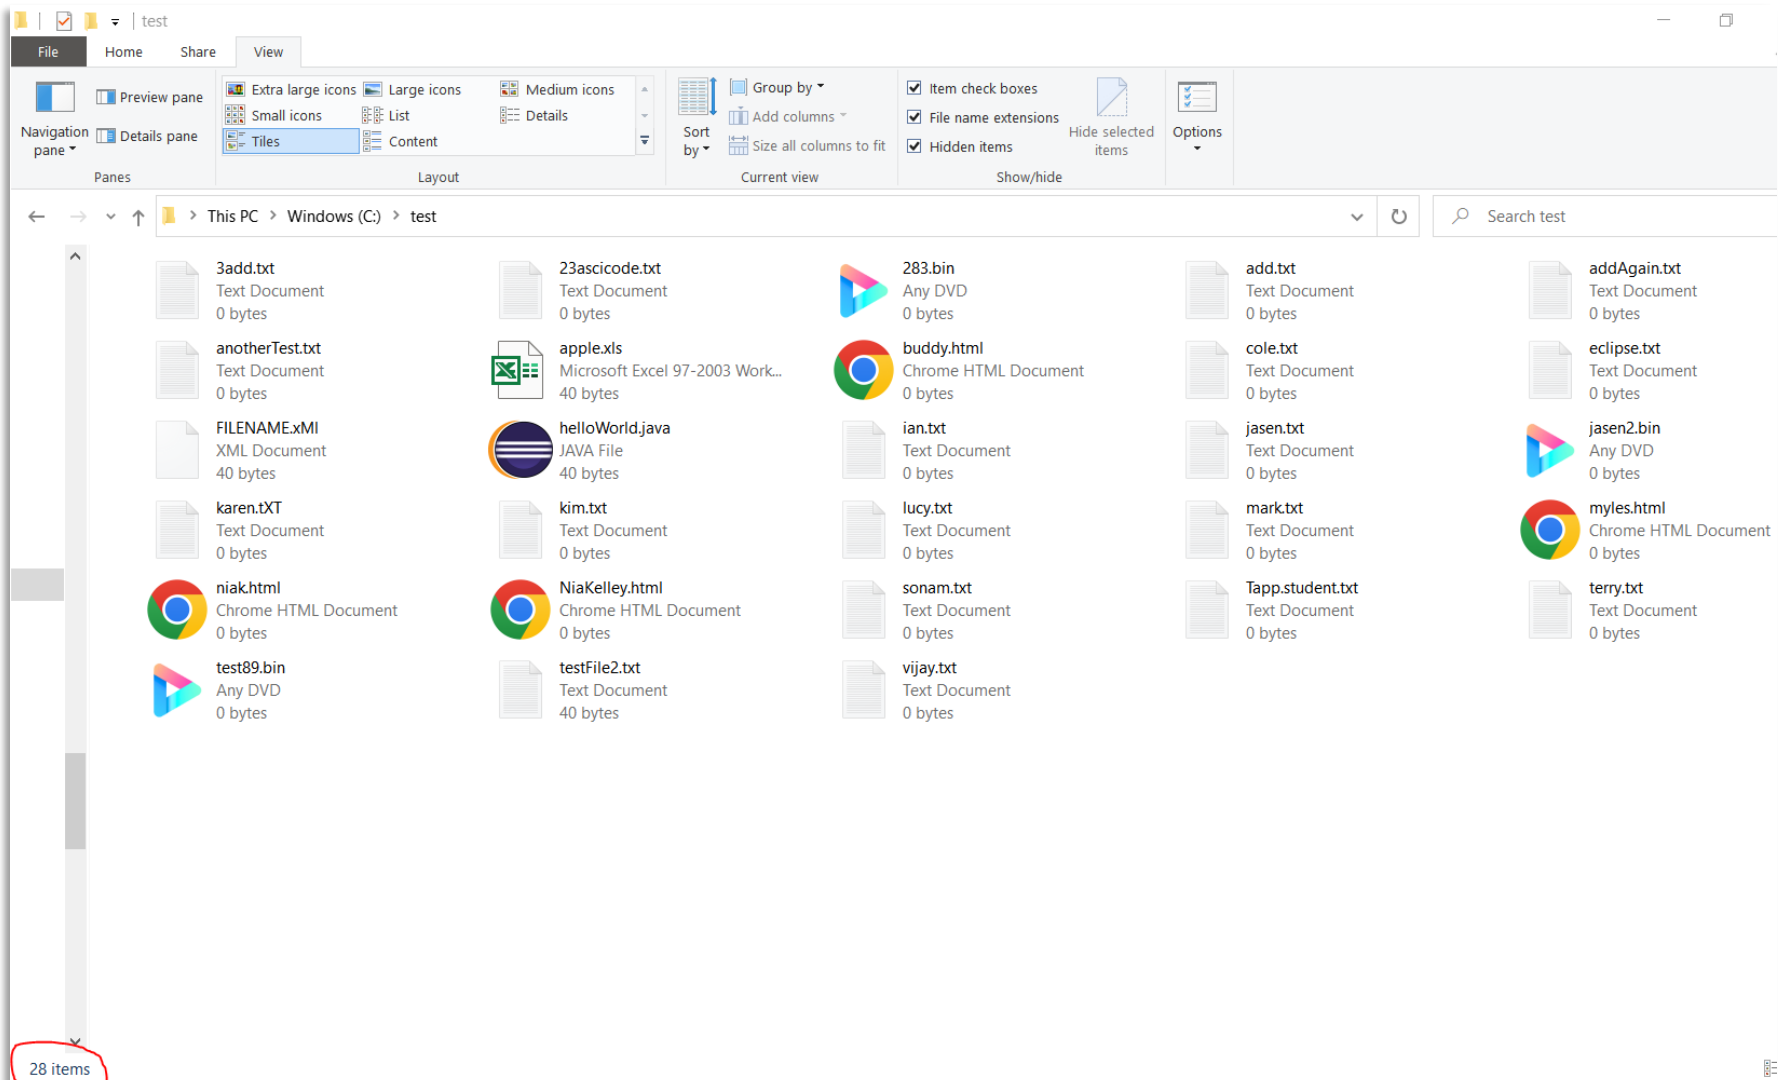 test
File Home Share View
Navigation pane
Preview pane
Details pane
Panes
Extra large icons Large icons Medium icons
Small icons List Details
Tiles Content
Layout
Sort by
Group by
Add columns
Size all columns to fit
Current view
Item check boxes
File name extensions
Hidden items
Hide selected items
Show/hide
Options
This PC > Windows (C:) > test
Search test
3add.txt
Text Document
0 bytes
23ascicode.txt
Text Document
0 bytes
283.bin
Any DVD
0 bytes
add.txt
Text Document
0 bytes
addAgain.txt
Text Document
0 bytes
anotherTest.txt
Text Document
0 bytes
apple.xls
Microsoft Excel 97-2003 Work...
40 bytes
buddy.html
Chrome HTML Document
0 bytes
cole.txt
Text Document
0 bytes
eclipse.txt
Text Document
0 bytes
FILENAME.xMl
XML Document
40 bytes
helloWorld.java
JAVA File
40 bytes
ian.txt
Text Document
0 bytes
jasen.txt
Text Document
0 bytes
jasen2.bin
Any DVD
0 bytes
karen.tXT
Text Document
0 bytes
kim.txt
Text Document
0 bytes
lucy.txt
Text Document
0 bytes
mark.txt
Text Document
0 bytes
myles.html
Chrome HTML Document
0 bytes
niak.html
Chrome HTML Document
0 bytes
NiaKelley.html
Chrome HTML Document
0 bytes
sonam.txt
Text Document
0 bytes
Tapp.student.txt
Text Document
0 bytes
terry.txt
Text Document
0 bytes
test89.bin
Any DVD
0 bytes
testFile2.txt
Text Document
40 bytes
vijay.txt
Text Document
0 bytes
28 items